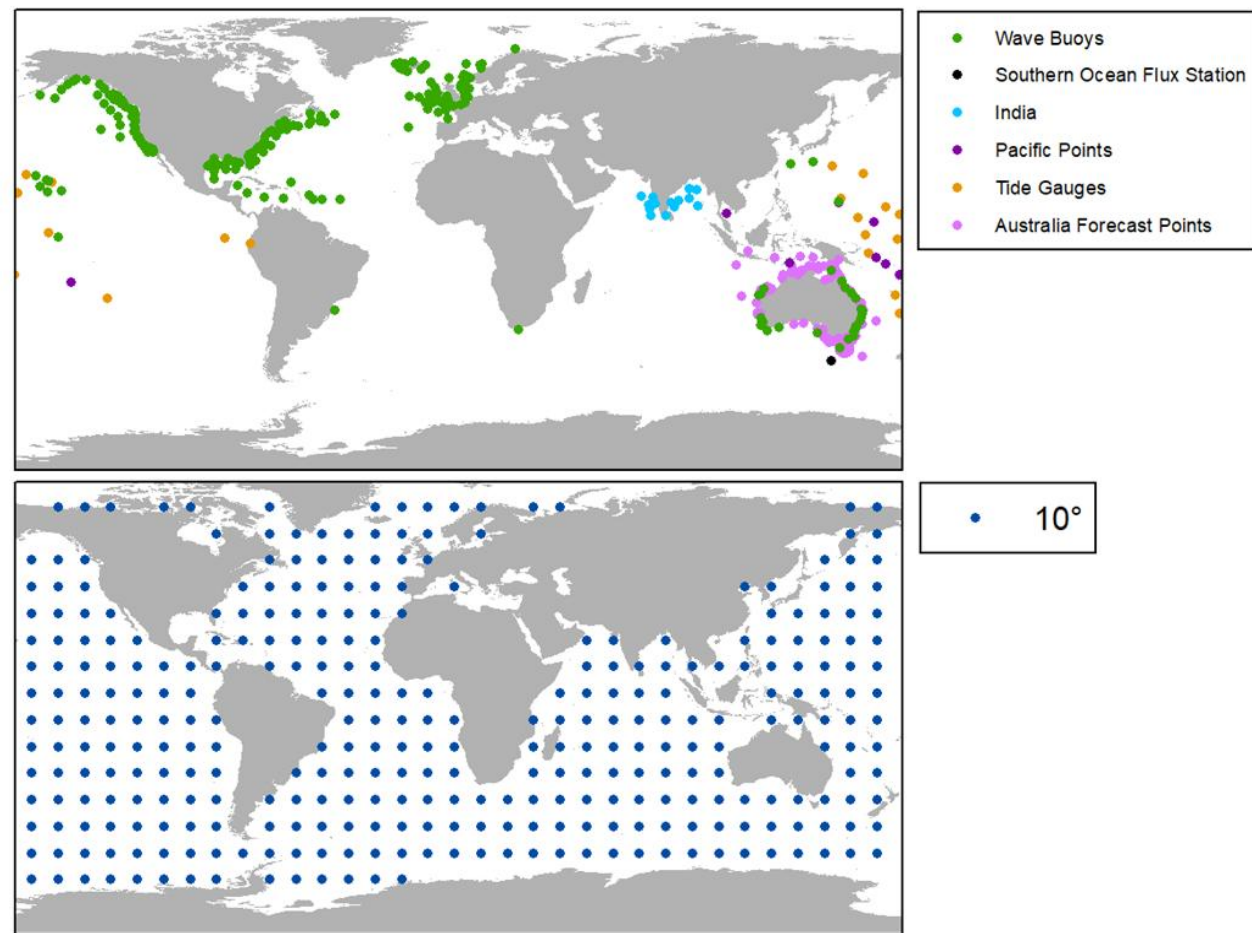 Wave Buoys
Southern Ocean Flux Station
India
Pacific Points
Tide Gauges
Australia Forecast Points
10°